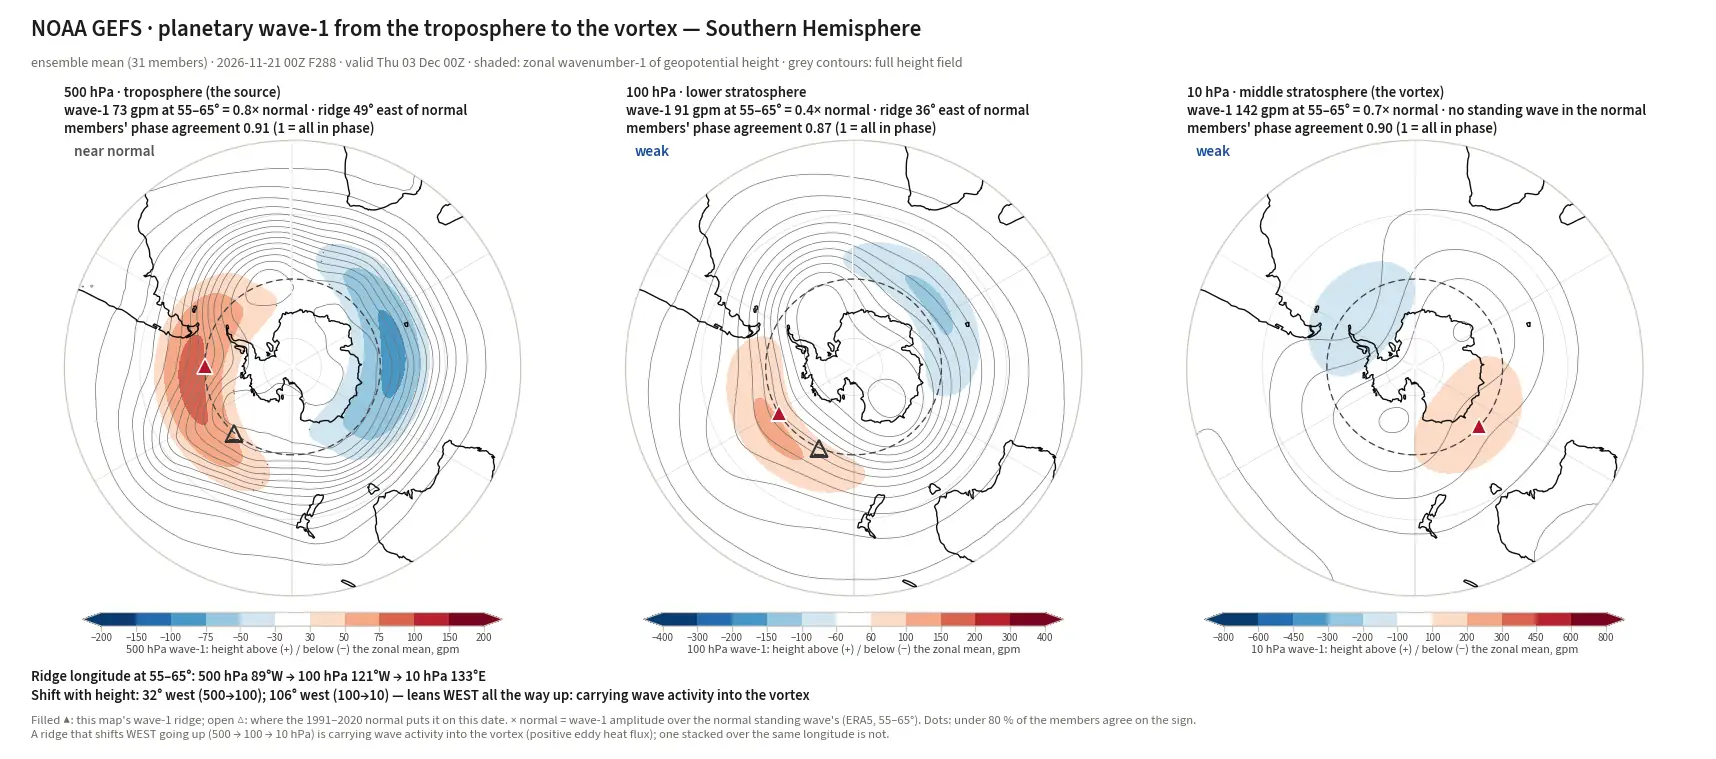 NOAA GEFS · planetary wave-1 from the troposphere to the vortex — Southern Hemisphere
ensemble mean (31 members) · 2026-11-21 00Z F288 · valid Thu 03 Dec 00Z · shaded: zonal wavenumber-1 of geopotential height · grey contours: full height field
500 hPa · troposphere (the source)
wave-1 73 gpm at 55–65° = 0.8× normal · ridge 49° east of normal
members' phase agreement 0.91 (1 = all in phase)
near normal
100 hPa · lower stratosphere
wave-1 91 gpm at 55–65° = 0.4× normal · ridge 36° east of normal
members' phase agreement 0.87 (1 = all in phase)
weak
10 hPa · middle stratosphere (the vortex)
wave-1 142 gpm at 55–65° = 0.7× normal · no standing wave in the normal
members' phase agreement 0.90 (1 = all in phase)
weak
−200 −150 −100 −75 −50 −30 30 50 75 100 150 200
500 hPa wave-1: height above (+) / below (−) the zonal mean, gpm
−400 −300 −200 −150 −100 −60 60 100 150 200 300 400
100 hPa wave-1: height above (+) / below (−) the zonal mean, gpm
−800 −600 −450 −300 −200 −100 100 200 300 450 600 800
10 hPa wave-1: height above (+) / below (−) the zonal mean, gpm
Ridge longitude at 55–65°: 500 hPa 89°W → 100 hPa 121°W → 10 hPa 133°E
Shift with height: 32° west (500→100); 106° west (100→10) — leans WEST all the way up: carrying wave activity into the vortex
Filled ▲: this map's wave-1 ridge; open △: where the 1991–2020 normal puts it on this date. × normal = wave-1 amplitude over the normal standing wave's (ERA5, 55–65°). Dots: under 80 % of the members agree on the sign.
A ridge that shifts WEST going up (500 → 100 → 10 hPa) is carrying wave activity into the vortex (positive eddy heat flux); one stacked over the same longitude is not.